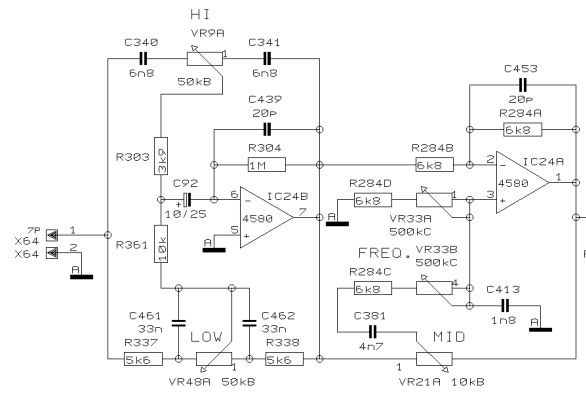 HI
VR9A
C340
1
C341
6n8
50kB
6n8
C453
20p
C439
20p
R284A
6k8
R303
3k9
R304
1M
R284B
6k8
2
IC24A
C92
6
IC24B
R284D
4580
1
+
10/25
4580
7
6k8
1
3
7P
X64
1
X64
2
R361
10k
A
5
A
VR33A
500kC
FREQ.
VR33B
500kC
A
R284C
6k8
4
C413
1n8
A
C461
33n
C462
33n
C381
4n7
R337
LOW
R338
MID
5k6
1
5k6
1
VR48A 50kB
VR21A 10kB